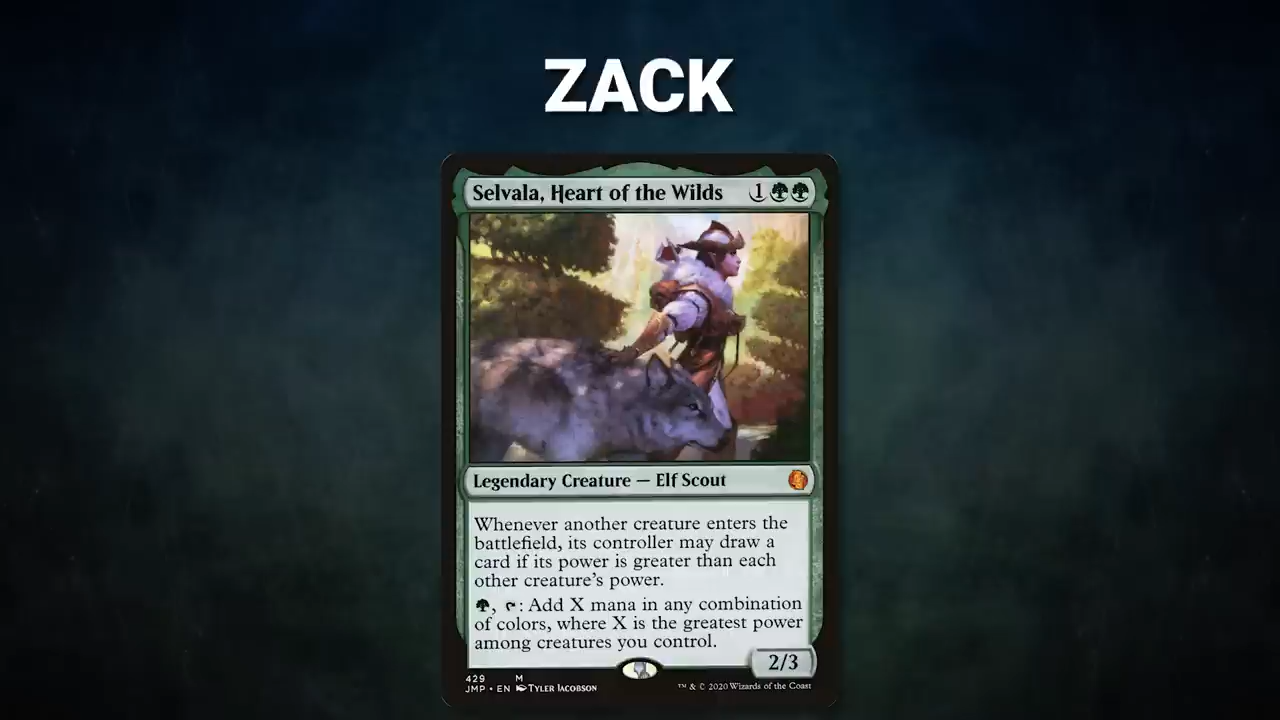 ZACK
Selvala, Heart of the Wilds 1
Legendary Creature — Elf Scout
Whenever another creature enters the
battlefield, its controller may draw a
card if its power is greater than each
other creature's power.
, : Add X mana in any combination
of colors, where X is the greatest power
among creatures you control.
2/3
429 M
JMP • EN Tyler Jacobson
™ & © 2020 Wizards of the Coast